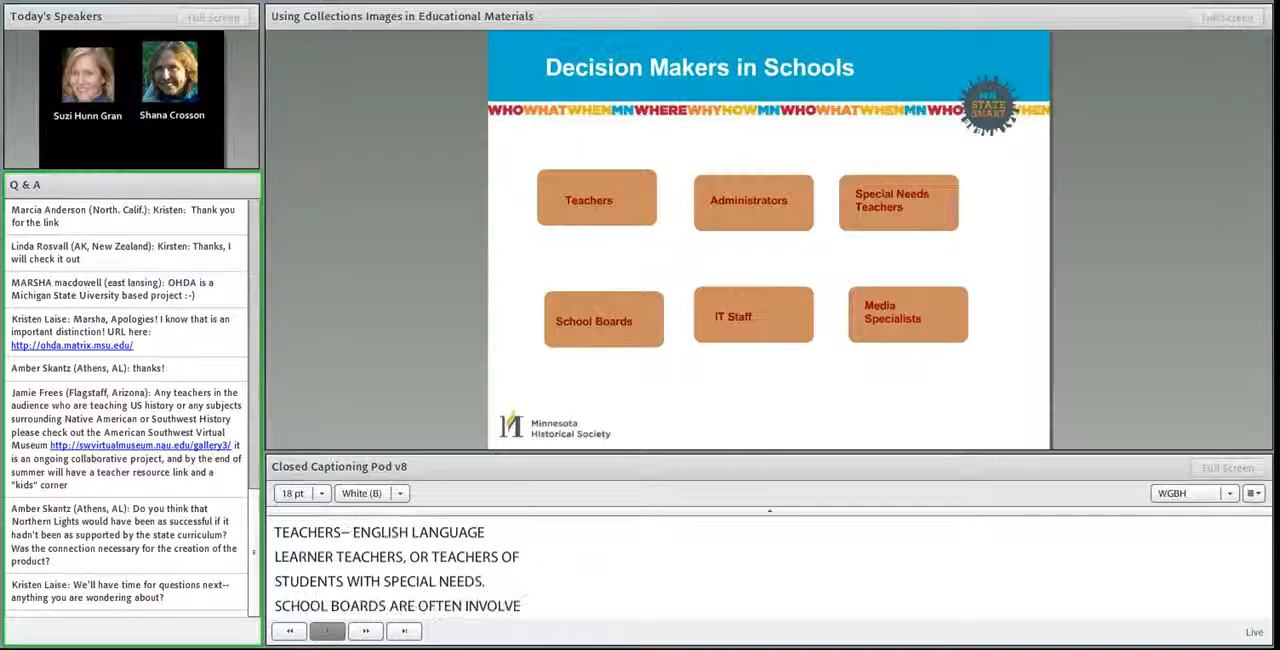 Today's Speakers
Full Screen
Suzi Hunn Gran
Shana Crosson
Q & A
Marcia Anderson (North. Calif.): Kristen:  Thank you
for the link
Linda Rosvall (AK, New Zealand): Kirsten: Thanks, I
will check it out
MARSHA macdowell (east lansing): OHDA is a
Michigan State Uiversity based project :-)
Kristen Laise: Marsha, Apologies! I know that is an
important distinction! URL here:
http://ohda.matrix.msu.edu/
Amber Skantz (Athens, AL): thanks!
Jamie Frees (Flagstaff, Arizona): Any teachers in the
audience who are teaching US history or any subjects
surrounding Native American or Southwest History
please check out the American Southwest Virtual
Museum http://swvirtualmuseum.nau.edu/gallery3/ it
is an ongoing collaborative project, and by the end of
summer will have a teacher resource link and a
"kids" corner
Amber Skantz (Athens, AL): Do you think that
Northern Lights would have been as successful if it
hadn't been as supported by the state curriculum?
Was the connection necessary for the creation of the
product?
Kristen Laise: We'll have time for questions next--
anything you are wondering about?
Using Collections Images in Educational Materials
Full Screen
Decision Makers in Schools
WHOWHATWHENMNWHEREWHYHOWMNWHOWHATWHENMNWHO
HEN
MN
STATE
SMART
Teachers
Administrators
Special Needs
Teachers
School Boards
IT Staff
Media
Specialists
Minnesota
Historical Society
Closed Captioning Pod v8
Full Screen
18 pt
White (B)
WGBH
TEACHERS– ENGLISH LANGUAGE
LEARNER TEACHERS, OR TEACHERS OF
STUDENTS WITH SPECIAL NEEDS.
SCHOOL BOARDS ARE OFTEN INVOLVE
Live